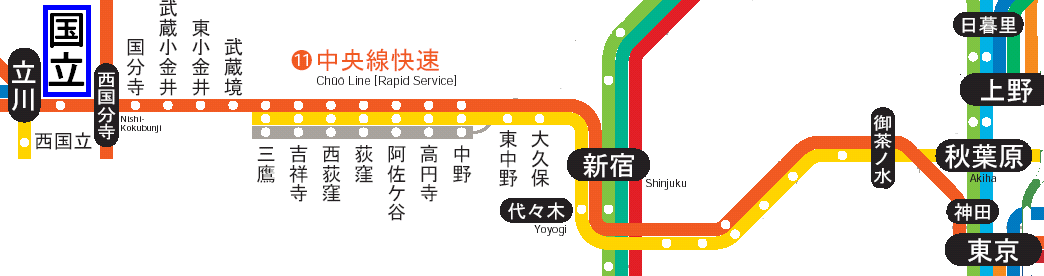 国立
立川
西国立
西国分寺
Nishi-
Kokubunji
国分寺
武蔵小金井
東小金井
武蔵境
⓫中央線快速
Chūō Line [Rapid Service]
三鷹
吉祥寺
西荻窪
荻窪
阿佐ケ谷
高円寺
中野
東中野
大久保
新宿
Shinjuku
代々木
Yoyogi
御茶ノ水
日暮里
上野
秋葉原
Akiha
神田
東京